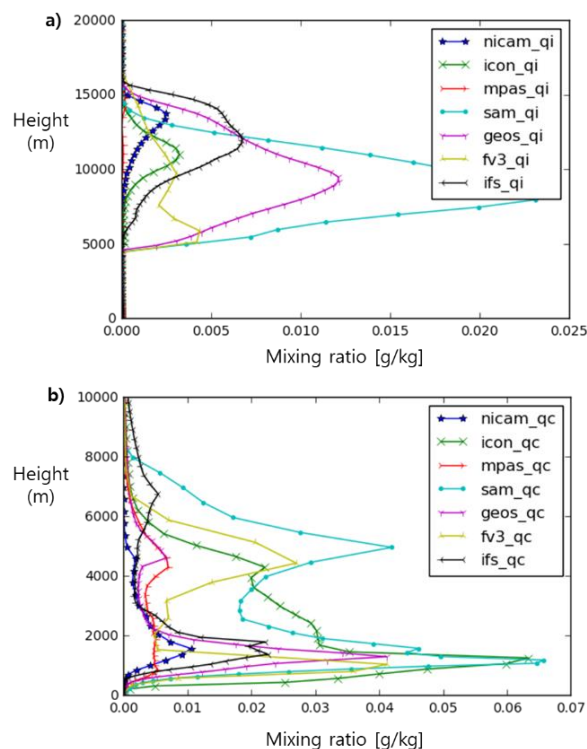 a)
20000
15000
10000
5000
0
Height
(m)
nicam_qi
icon_qi
mpas_qi
sam_qi
geos_qi
fv3_qi
ifs_qi
0.000 0.005 0.010 0.015 0.020 0.025
Mixing ratio [g/kg]
b)
10000
8000
6000
4000
2000
0
Height
(m)
nicam_qc
icon_qc
mpas_qc
sam_qc
geos_qc
fv3_qc
ifs_qc
0.00 0.01 0.02 0.03 0.04 0.05 0.06 0.07
Mixing ratio [g/kg]